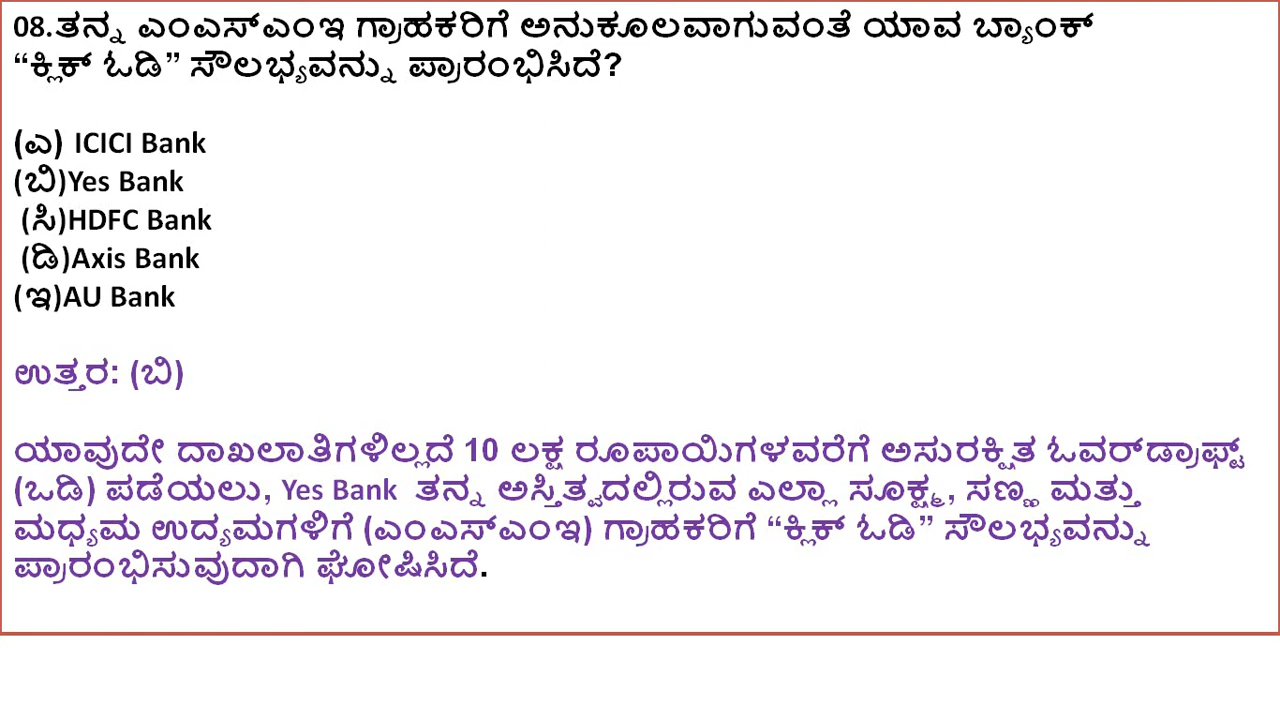 08.ತನ್ನ ಎಂಎಸ್ಎಂಇ ಗ್ರಾಹಕರಿಗೆ ಅನುಕೂಲವಾಗುವಂತೆ ಯಾವ ಬ್ಯಾಂಕ್
“ಕ್ಲಿಕ್ ಓಡಿ” ಸೌಲಭ್ಯವನ್ನು ಪ್ರಾರಂಭಿಸಿದೆ?
(ಎ) ICICI Bank
(ಬಿ)Yes Bank
(ಸಿ)HDFC Bank
(ಡಿ)Axis Bank
(ಇ)AU Bank
ಉತ್ತರ: (ಬಿ)
ಯಾವುದೇ ದಾಖಲಾತಿಗಳಿಲ್ಲದೆ 10 ಲಕ್ಷ ರೂಪಾಯಿಗಳವರೆಗೆ ಅಸುರಕ್ಷಿತ ಓವರ್‌ಡ್ರಾಫ್ಟ್
(ಒಡಿ) ಪಡೆಯಲು, Yes Bank ತನ್ನ ಅಸ್ತಿತ್ವದಲ್ಲಿರುವ ಎಲ್ಲಾ ಸೂಕ್ಷ್ಮ, ಸಣ್ಣ ಮತ್ತು
ಮಧ್ಯಮ ಉದ್ಯಮಗಳಿಗೆ (ಎಂಎಸ್ಎಂಇ) ಗ್ರಾಹಕರಿಗೆ “ಕ್ಲಿಕ್ ಓಡಿ” ಸೌಲಭ್ಯವನ್ನು
ಪ್ರಾರಂಭಿಸುವುದಾಗಿ ಘೋಷಿಸಿದೆ.